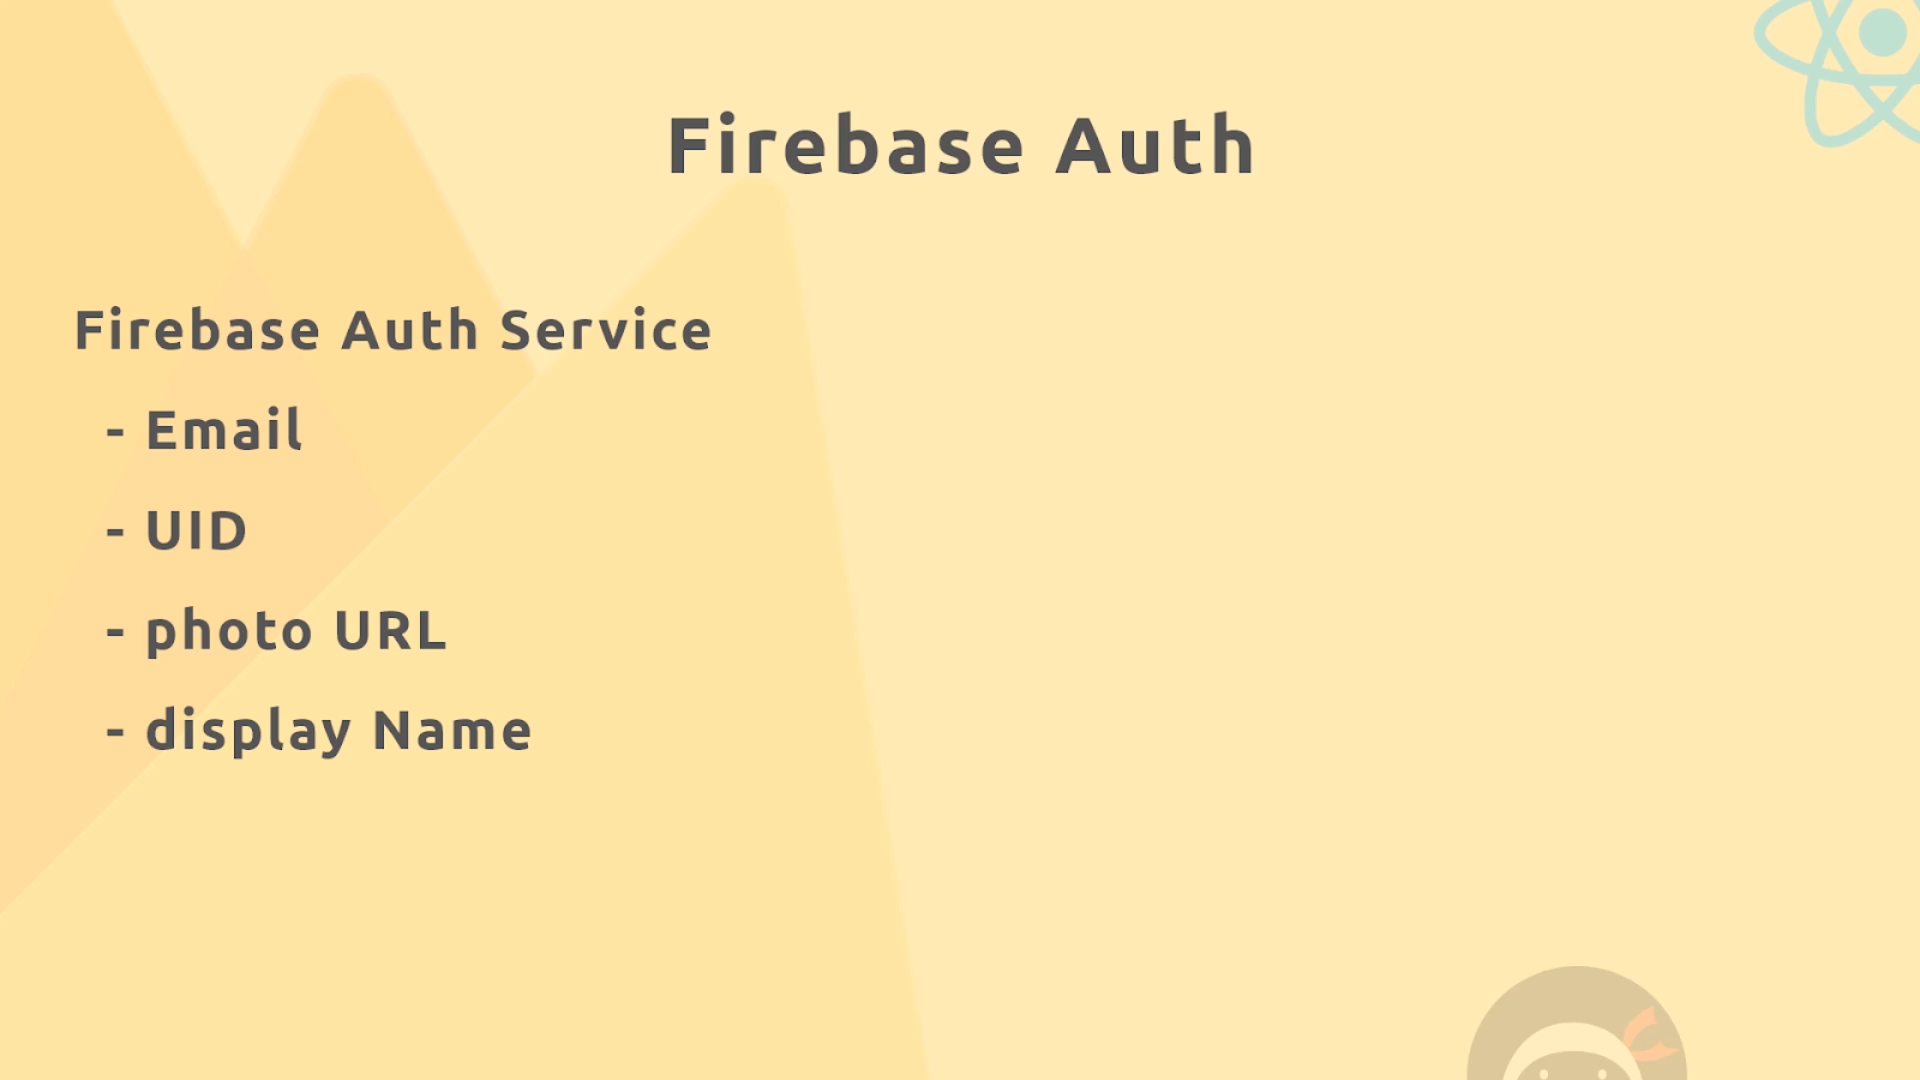 Firebase Auth
Firebase Auth Service
- Email
- UID
- photo URL
- display Name